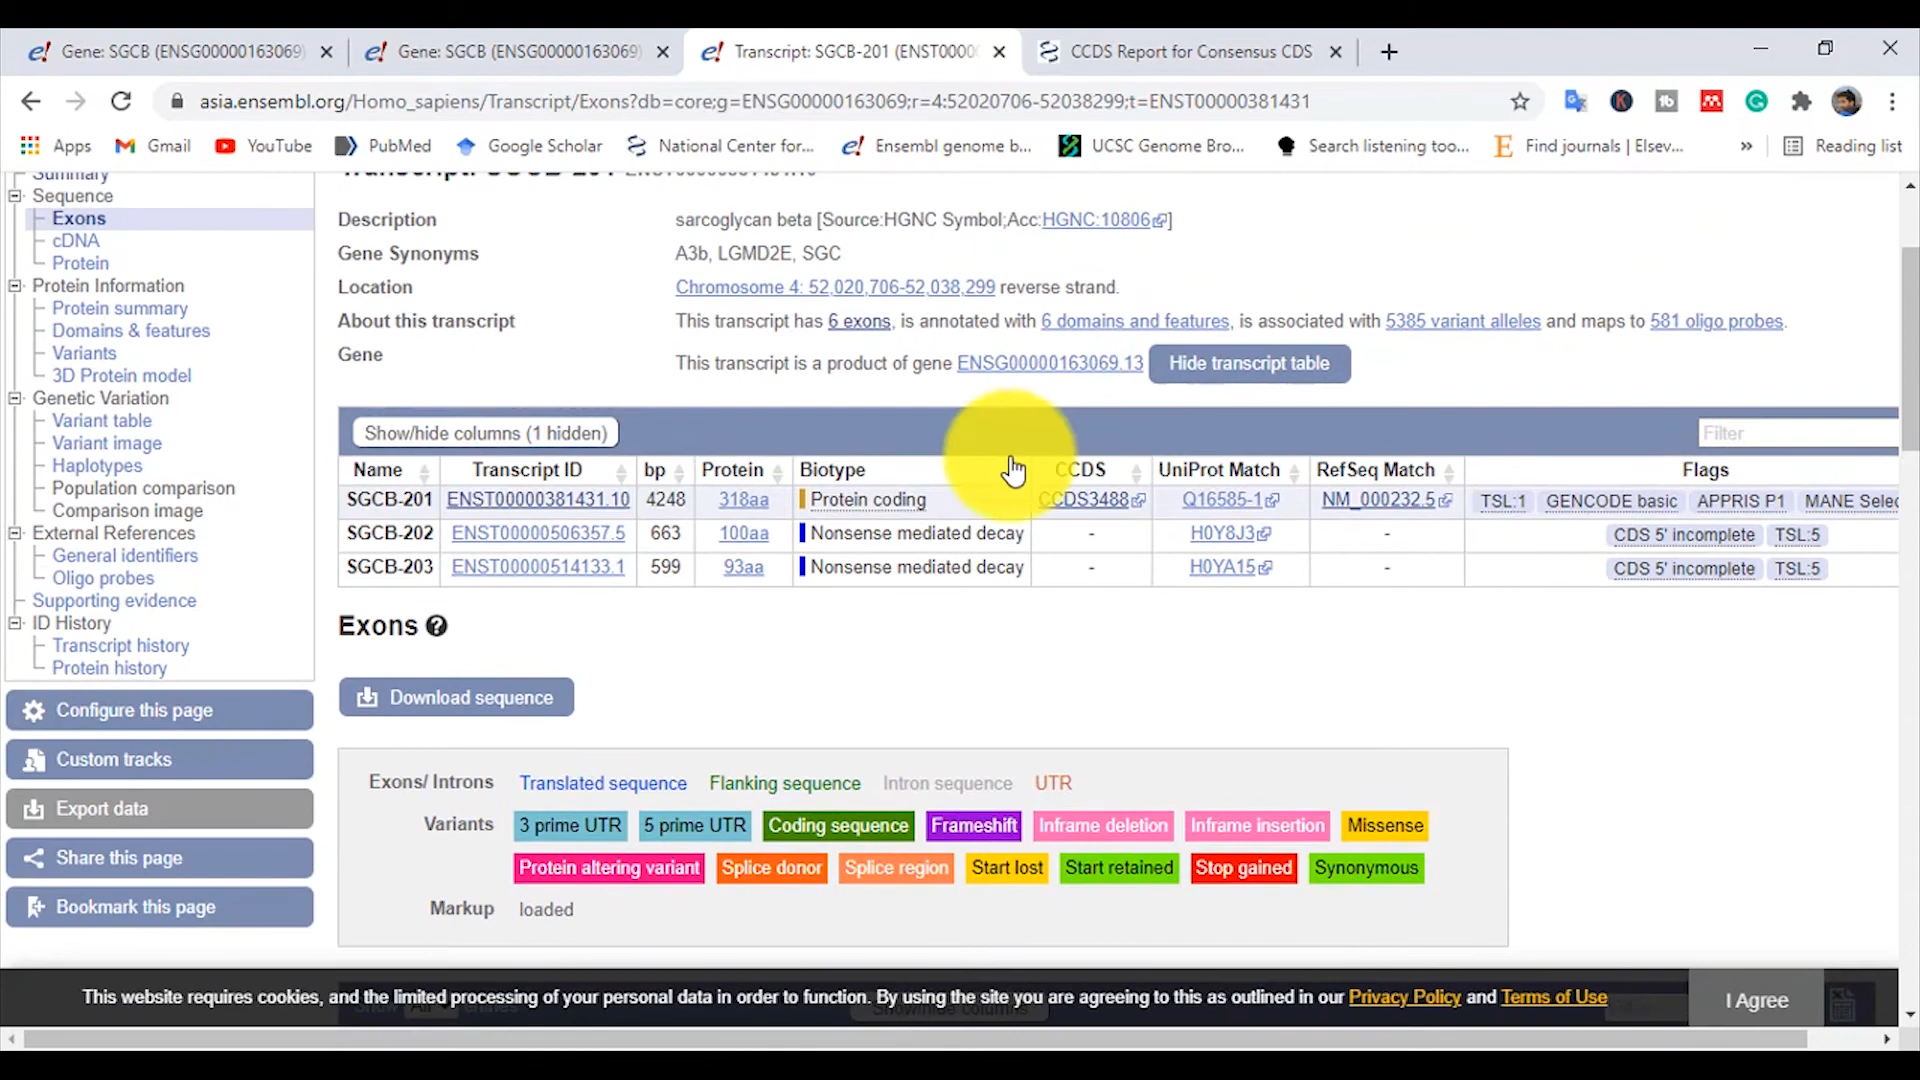 Gene: SGCB (ENSG00000163069)
Gene: SGCB (ENSG00000163069)
Transcript: SGCB-201 (ENST0000
CCDS Report for Consensus CDS
asia.ensembl.org/Homo_sapiens/Transcript/Exons?db=core;g=ENSG00000163069;r=4:52020706-52038299;t=ENST00000381431
Apps Gmail YouTube PubMed Google Scholar National Center for... Ensembl genome b... UCSC Genome Bro... Search listening too... Find journals | Elsev... » Reading list
Summary
Sequence
Exons
cDNA
Protein
Protein Information
Protein summary
Domains & features
Variants
3D Protein model
Genetic Variation
Variant table
Variant image
Haplotypes
Population comparison
Comparison image
External References
General identifiers
Oligo probes
Supporting evidence
ID History
Transcript history
Protein history
Configure this page
Custom tracks
Export data
Share this page
Bookmark this page
Description sarcoglycan beta [Source:HGNC Symbol;Acc:HGNC:10806]
Gene Synonyms A3b, LGMD2E, SGC
Location Chromosome 4: 52,020,706-52,038,299 reverse strand.
About this transcript This transcript has 6 exons, is annotated with 6 domains and features, is associated with 5385 variant alleles and maps to 581 oligo probes.
Gene This transcript is a product of gene ENSG00000163069.13 Hide transcript table
Show/hide columns (1 hidden) Filter
Name Transcript ID bp Protein Biotype CCDS UniProt Match RefSeq Match Flags
SGCB-201 ENST00000381431.10 4248 318aa Protein coding CCDS3488 Q16585-1 NM_000232.5 TSL:1 GENCODE basic APPRIS P1 MANE Selec
SGCB-202 ENST00000506357.5 663 100aa Nonsense mediated decay - H0Y8J3 - CDS 5' incomplete TSL:5
SGCB-203 ENST00000514133.1 599 93aa Nonsense mediated decay - H0YA15 - CDS 5' incomplete TSL:5
Exons
Download sequence
Exons/ Introns Translated sequence Flanking sequence Intron sequence UTR
Variants 3 prime UTR 5 prime UTR Coding sequence Frameshift Inframe deletion Inframe insertion Missense
Protein altering variant Splice donor Splice region Start lost Start retained Stop gained Synonymous
Markup loaded
This website requires cookies, and the limited processing of your personal data in order to function. By using the site you are agreeing to this as outlined in our Privacy Policy and Terms of Use I Agree